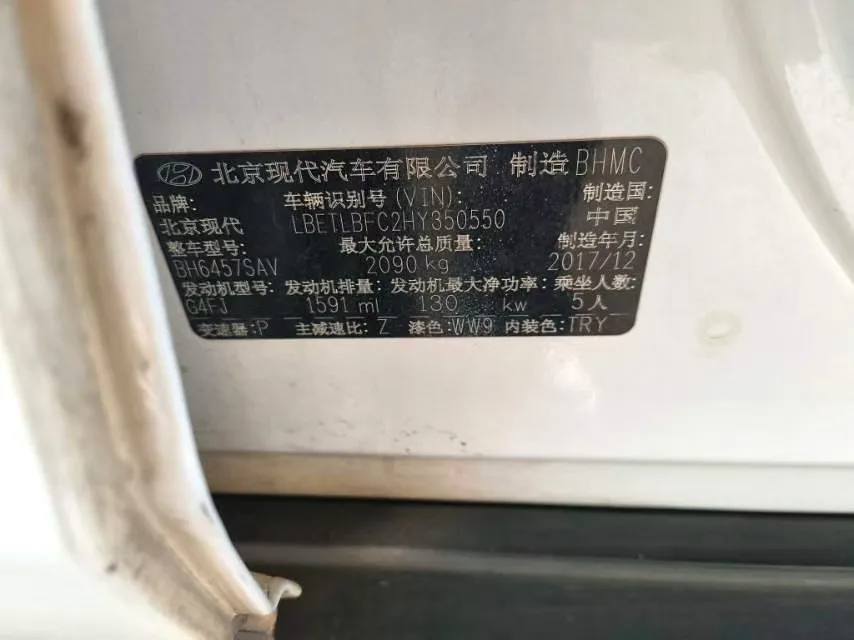 北京现代汽车有限公司 制造 BHMC
品牌: 车辆识别号(VIN): 制造国:
北京现代 LBETLBFC2HY350550 中国
整车型号: 最大允许总质量: 制造年月:
BH6457SAV 2090 kg 2017/12
发动机型号: 发动机排量: 发动机最大净功率: 乘坐人数:
G4FJ 1591 ml 130 kw 5人
变速器:P 主减速比:Z 漆色:WW9 内装色:TRY